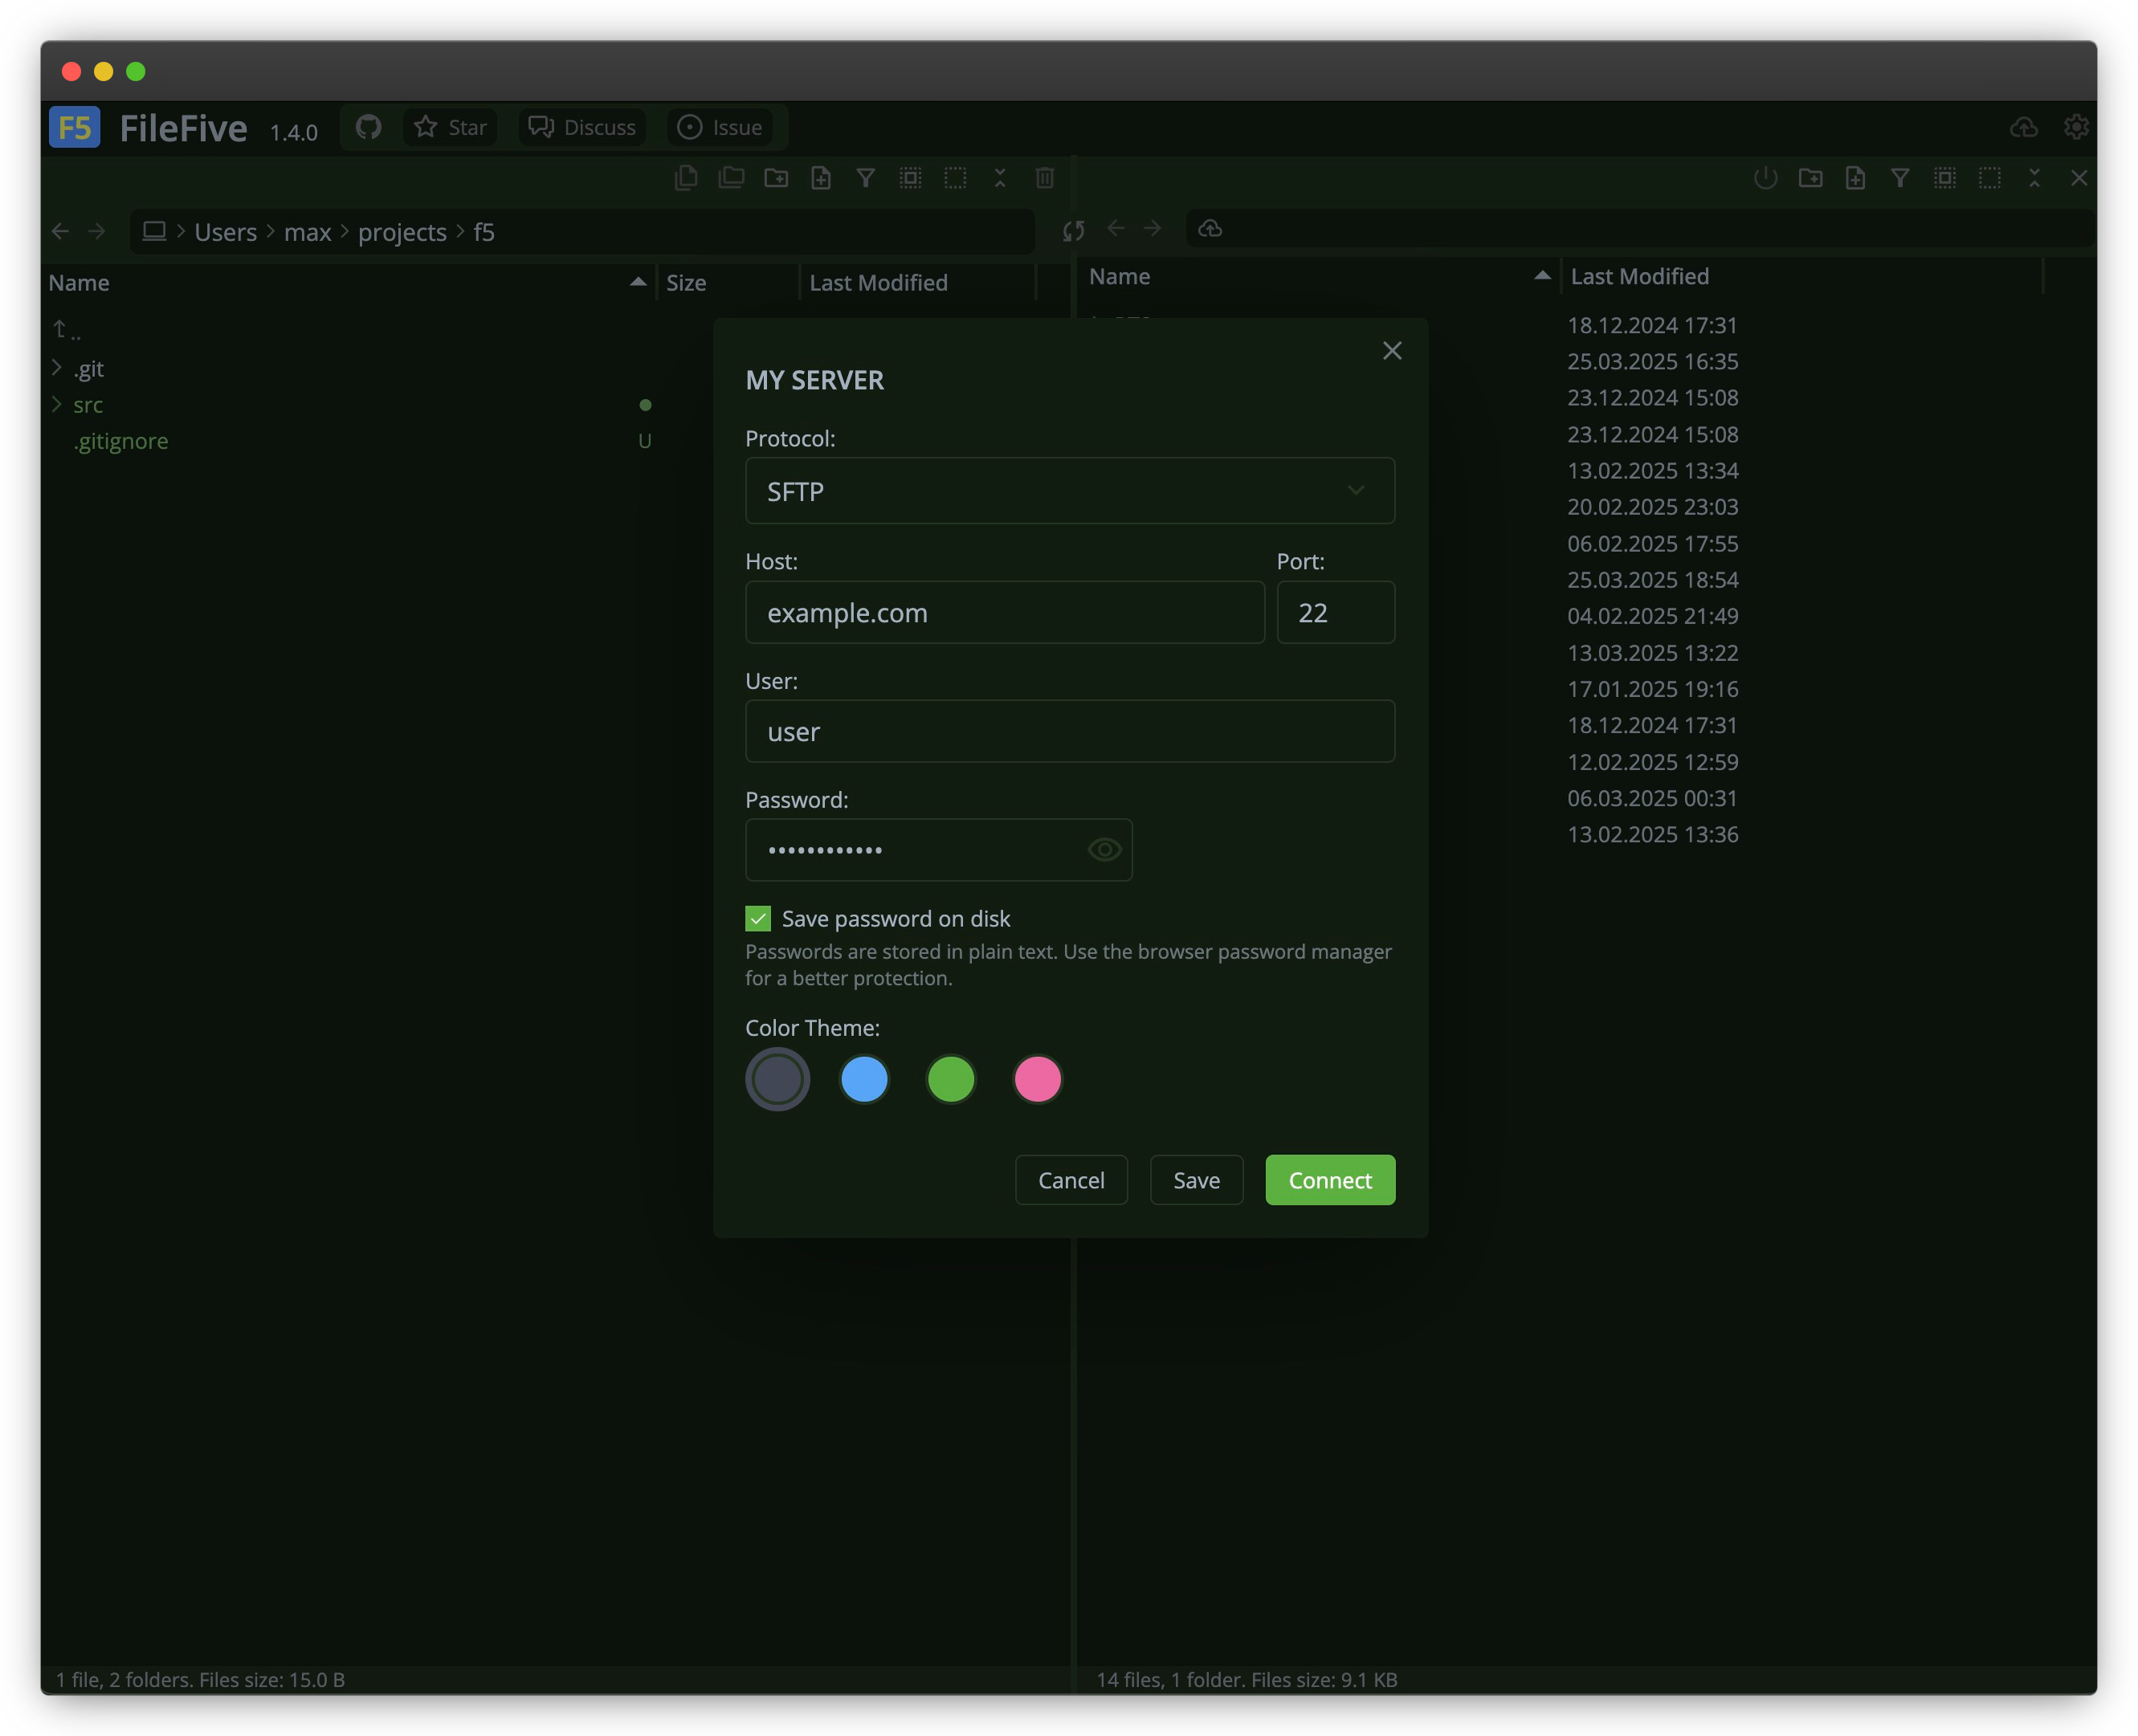 F5 FileFive 1.4.0 Star Discuss Issue
Users > max > projects > f5
Name Size Last Modified
..
.git
src
.gitignore U
1 file, 2 folders. Files size: 15.0 B
Name Last Modified
18.12.2024 17:31
25.03.2025 16:35
23.12.2024 15:08
23.12.2024 15:08
13.02.2025 13:34
20.02.2025 23:03
06.02.2025 17:55
25.03.2025 18:54
04.02.2025 21:49
13.03.2025 13:22
17.01.2025 19:16
18.12.2024 17:31
12.02.2025 12:59
06.03.2025 00:31
13.02.2025 13:36
14 files, 1 folder. Files size: 9.1 KB
MY SERVER
Protocol:
SFTP
Host: Port:
example.com 22
User:
user
Password:
••••••••••••
Save password on disk
Passwords are stored in plain text. Use the browser password manager
for a better protection.
Color Theme:
Cancel Save Connect